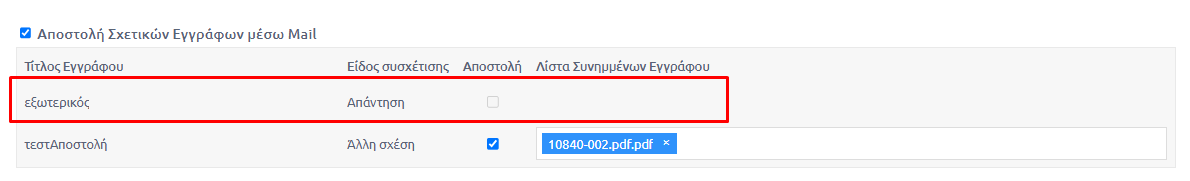 Αποστολή Σχετικών Εγγράφων μέσω Mail
Τίτλος Εγγράφου Είδος συσχέτισης Αποστολή Λίστα Συνημμένων Εγγράφου
εξωτερικός Απάντηση
τεστΑποστολή Άλλη σχέση 10840-002.pdf.pdf ×